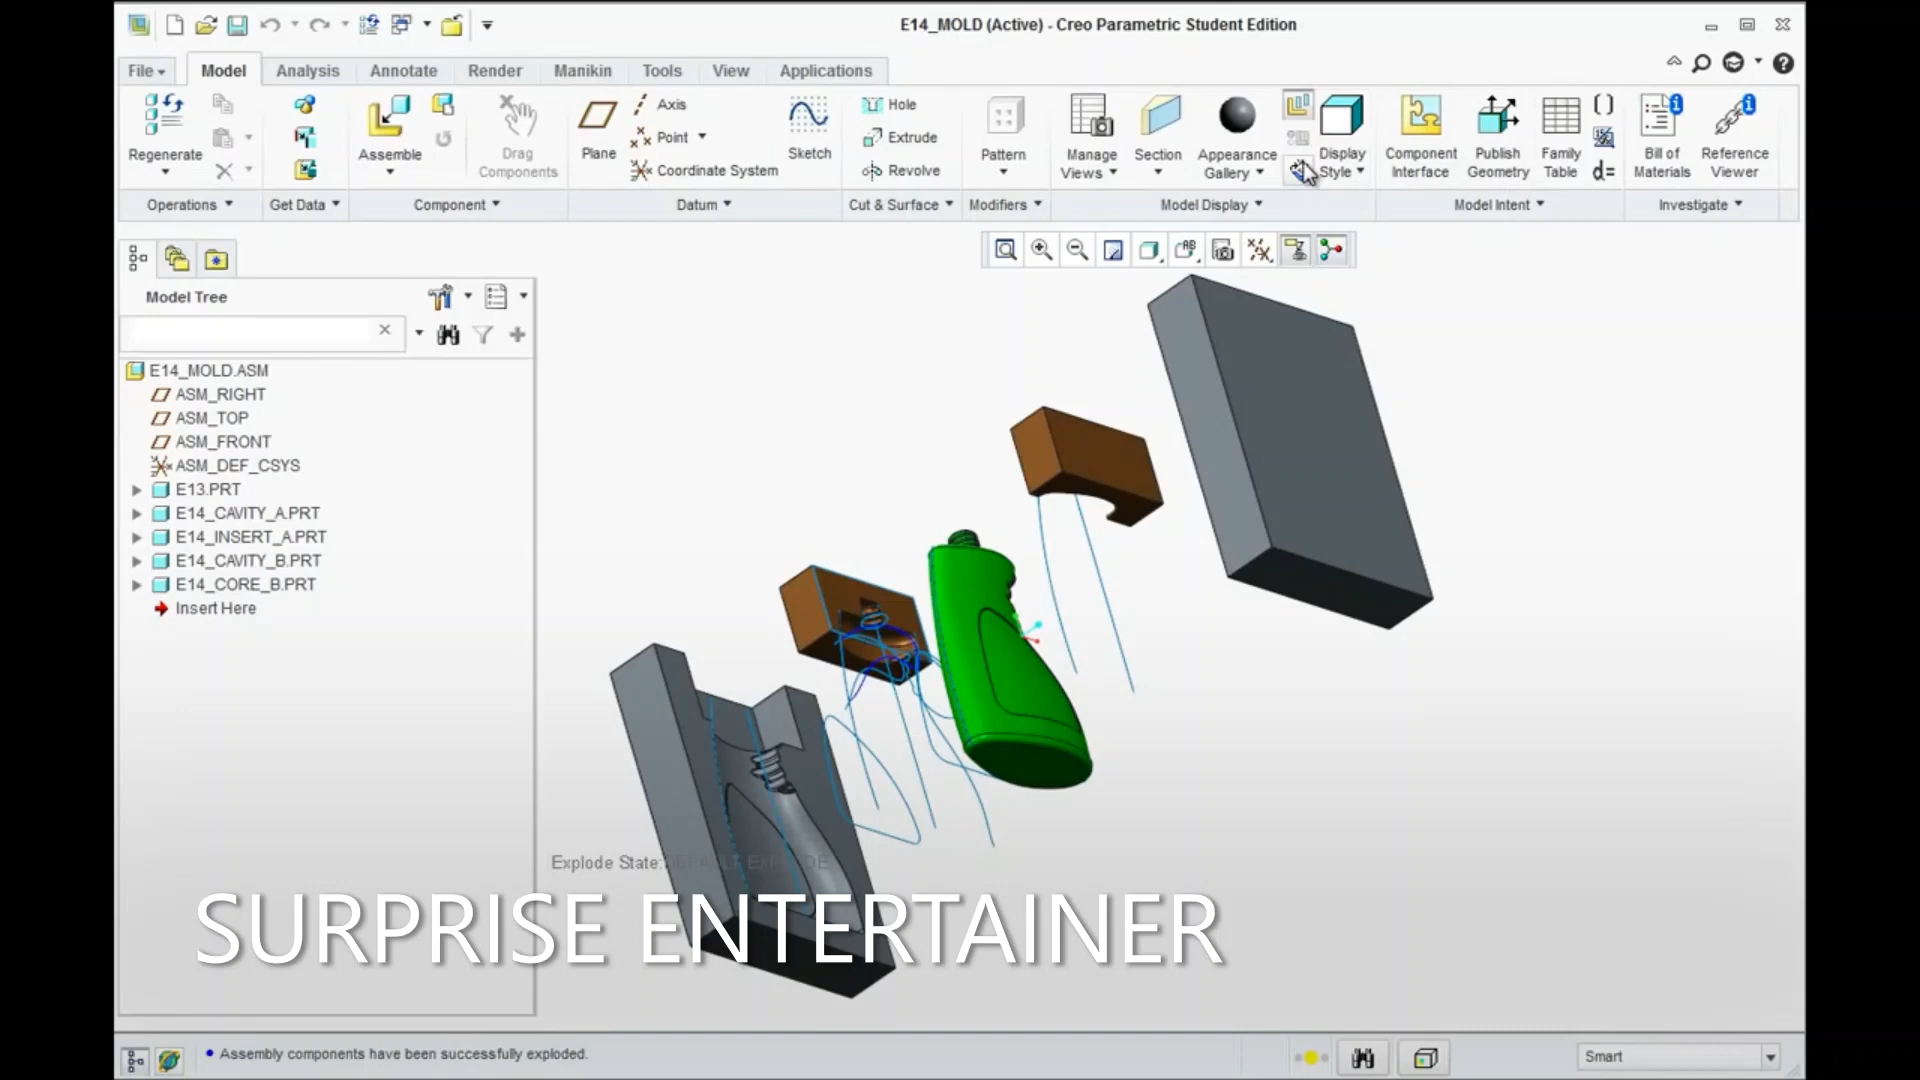 E14_MOLD (Active) - Creo Parametric Student Edition
File Model Analysis Annotate Render Manikin Tools View Applications
Regenerate
Assemble
Drag Components
Plane
Axis
Point
Coordinate System
Sketch
Hole
Extrude
Revolve
Pattern
Manage Views
Section
Appearance Gallery
Display Style
Component Interface
Publish Geometry
Family Table
d=
Bill of Materials
Reference Viewer
Operations Get Data Component Datum Cut & Surface Modifiers Model Display Model Intent Investigate
Model Tree
E14_MOLD.ASM
ASM_RIGHT
ASM_TOP
ASM_FRONT
ASM_DEF_CSYS
E13.PRT
E14_CAVITY_A.PRT
E14_INSERT_A.PRT
E14_CAVITY_B.PRT
E14_CORE_B.PRT
Insert Here
Explode State:DEFAULT EXPLODE
SURPRISE ENTERTAINER
Assembly components have been successfully exploded.
Smart